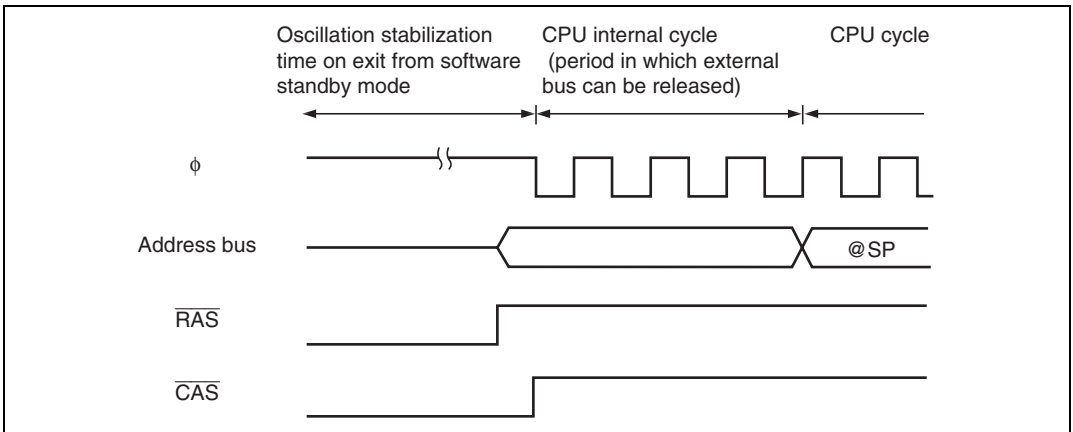 Oscillation stabilization
time on exit from software
standby mode
CPU internal cycle
(period in which external
bus can be released)
CPU cycle
ϕ
Address bus
@SP
RAS
CAS